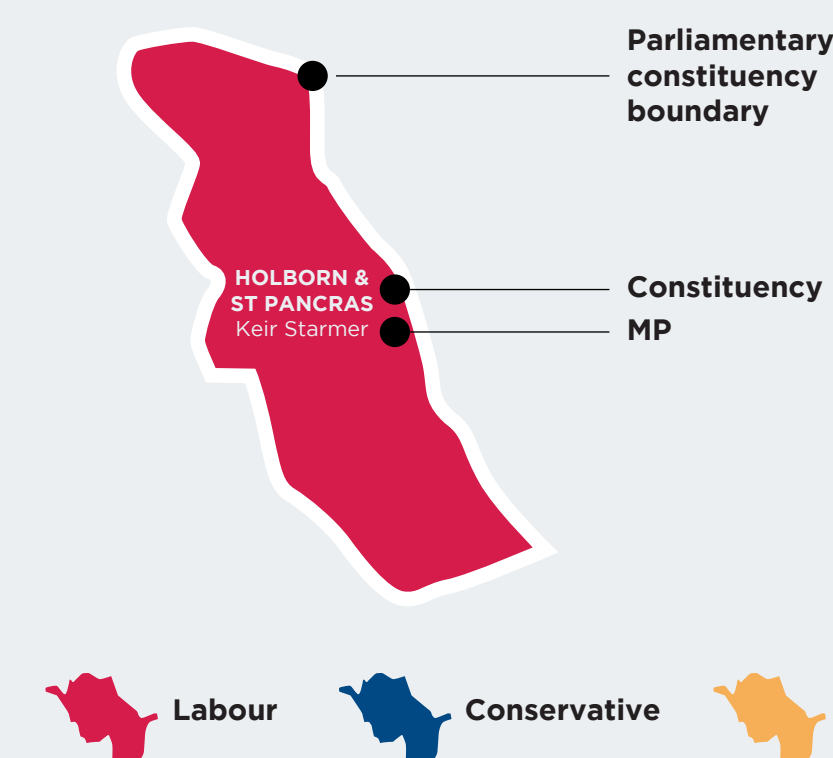 Parliamentary
constituency
boundary
HOLBORN &
ST PANCRAS
Keir Starmer
Constituency
MP
Labour
Conservative